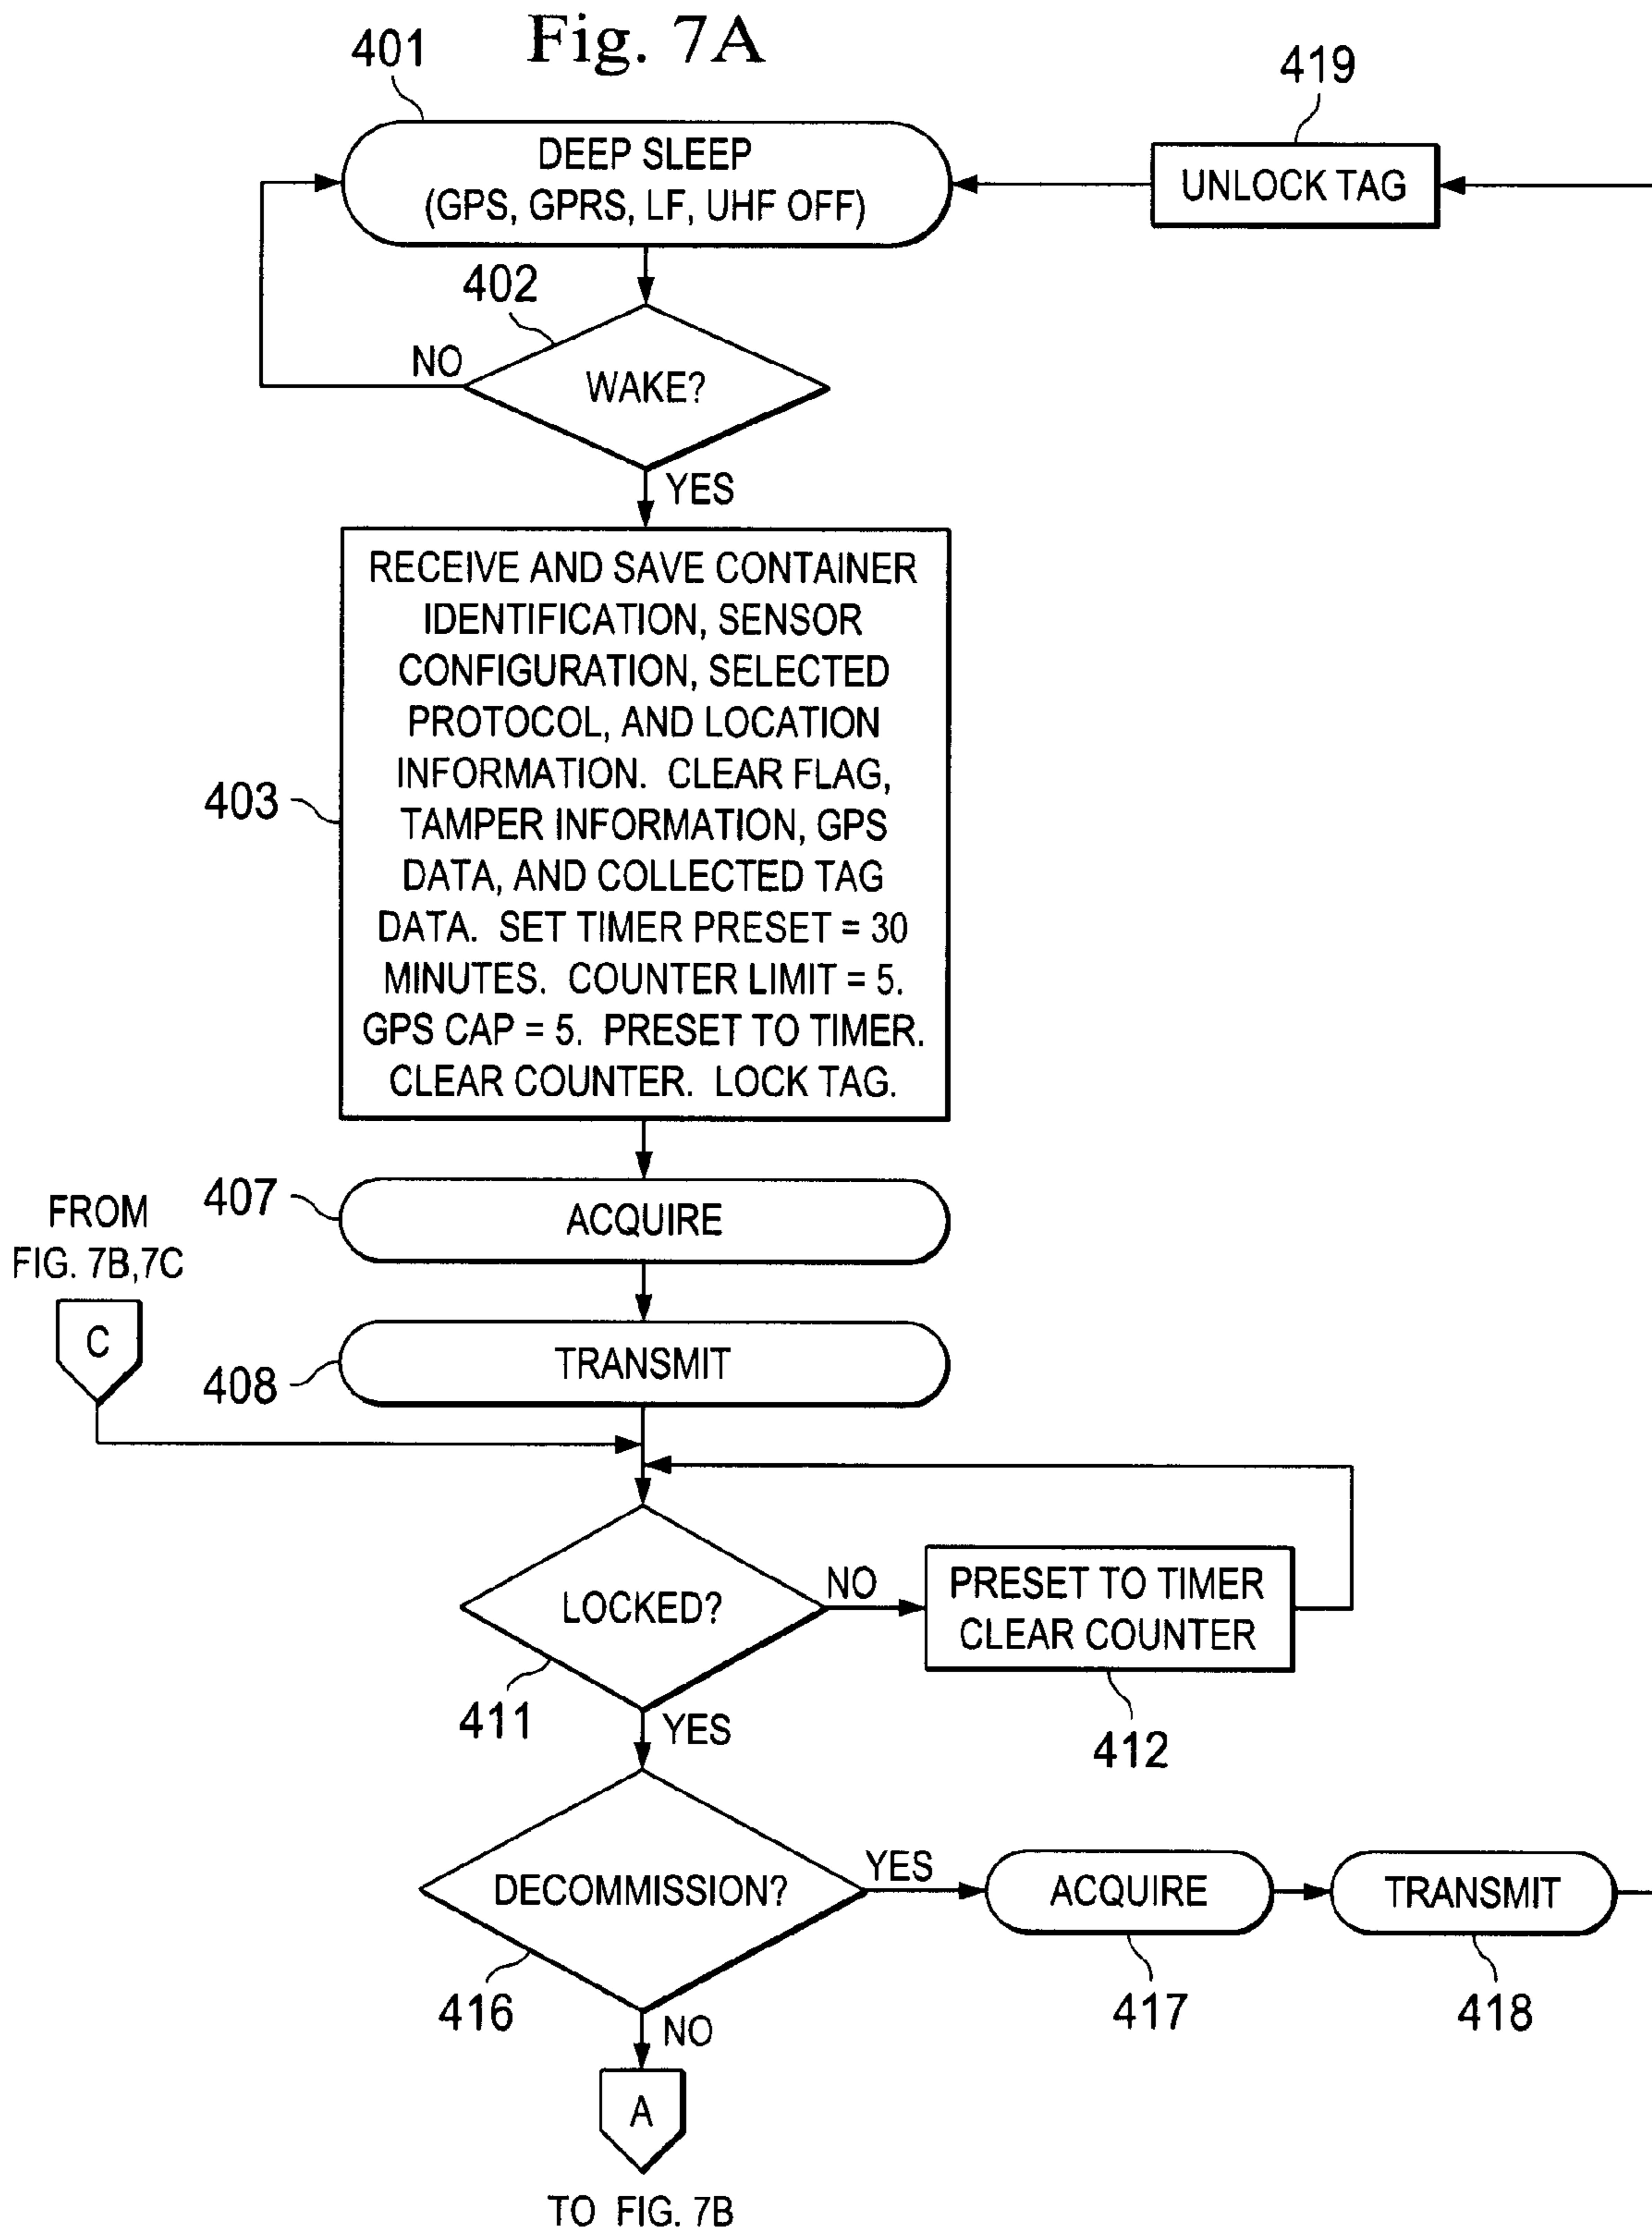 Fig. 7A
401
419
DEEP SLEEP
(GPS, GPRS, LF, UHF OFF)
UNLOCK TAG
402
NO
WAKE?
YES
RECEIVE AND SAVE CONTAINER
IDENTIFICATION, SENSOR
CONFIGURATION, SELECTED
PROTOCOL, AND LOCATION
INFORMATION. CLEAR FLAG,
TAMPER INFORMATION, GPS
DATA, AND COLLECTED TAG
DATA. SET TIMER PRESET = 30
MINUTES. COUNTER LIMIT = 5.
GPS CAP = 5. PRESET TO TIMER.
CLEAR COUNTER. LOCK TAG.
403
407
ACQUIRE
FROM
FIG. 7B,7C
C
408
TRANSMIT
LOCKED?
NO
PRESET TO TIMER
CLEAR COUNTER
411
YES
412
DECOMMISSION?
YES
ACQUIRE
TRANSMIT
416
417
418
NO
A
TO FIG. 7B